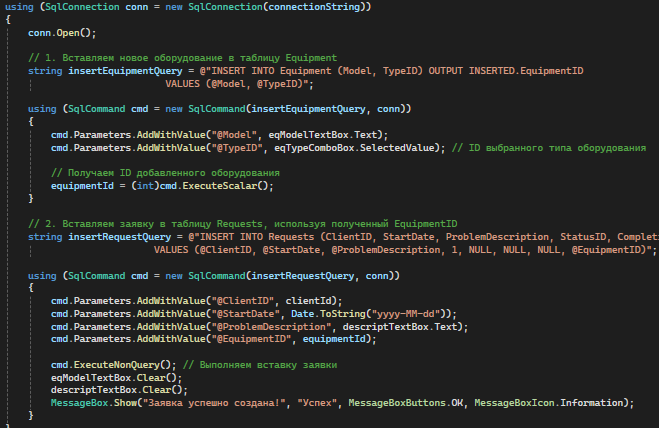 using (SqlConnection conn = new SqlConnection(connectionString))
{
conn.Open();
// 1. Вставляем новое оборудование в таблицу Equipment
string insertEquipmentQuery = @"INSERT INTO Equipment (Model, TypeID) OUTPUT INSERTED.EquipmentID
VALUES (@Model, @TypeID)";
using (SqlCommand cmd = new SqlCommand(insertEquipmentQuery, conn))
{
cmd.Parameters.AddWithValue("@Model", eqModelTextBox.Text);
cmd.Parameters.AddWithValue("@TypeID", eqTypeComboBox.SelectedValue); // ID выбранного типа оборудования
// Получаем ID добавленного оборудования
equipmentId = (int)cmd.ExecuteScalar();
}
// 2. Вставляем заявку в таблицу Requests, используя полученный EquipmentID
string insertRequestQuery = @"INSERT INTO Requests (ClientID, StartDate, ProblemDescription, StatusID, Complet
VALUES (@ClientID, @StartDate, @ProblemDescription, 1, NULL, NULL, NULL, @EquipmentID)";
using (SqlCommand cmd = new SqlCommand(insertRequestQuery, conn))
{
cmd.Parameters.AddWithValue("@ClientID", clientId);
cmd.Parameters.AddWithValue("@StartDate", Date.ToString("yyyy-MM-dd"));
cmd.Parameters.AddWithValue("@ProblemDescription", descriptTextBox.Text);
cmd.Parameters.AddWithValue("@EquipmentID", equipmentId);
cmd.ExecuteNonQuery(); // Выполняем вставку заявки
eqModelTextBox.Clear();
descriptTextBox.Clear();
MessageBox.Show("Заявка успешно создана!", "Успех", MessageBoxButtons.OK, MessageBoxIcon.Information);
}
}